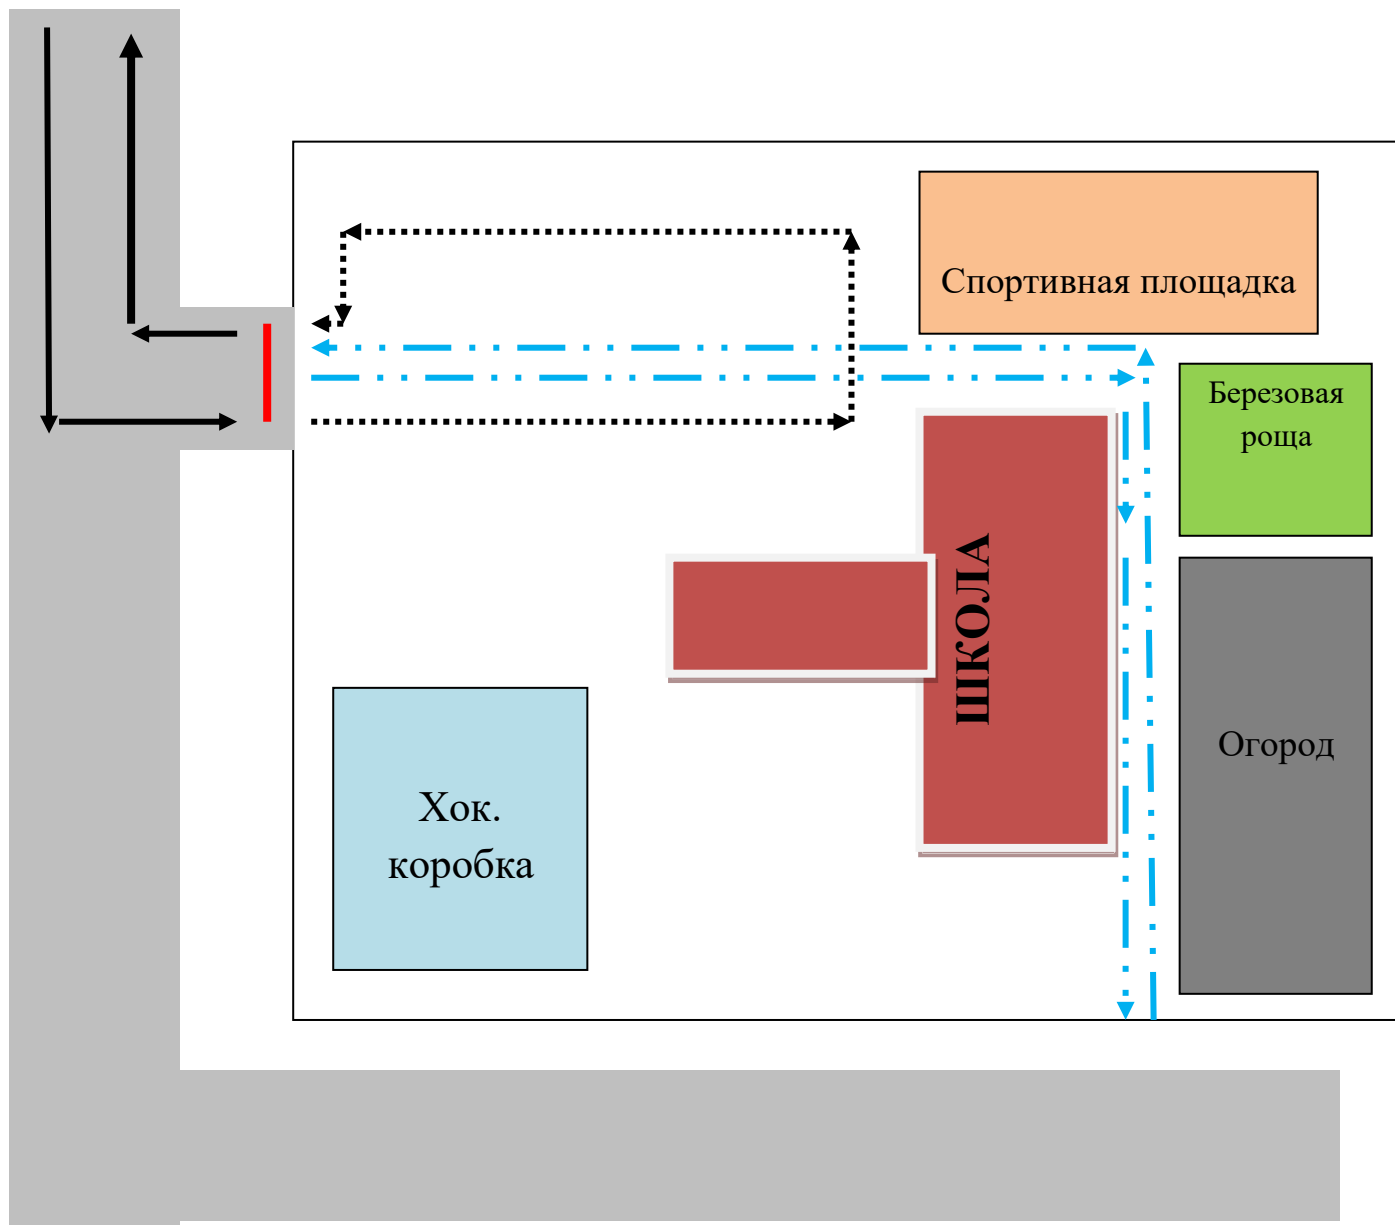 Спортивная площадка
Березовая
роща
ШКОЛА
Огород
Хок.
коробка